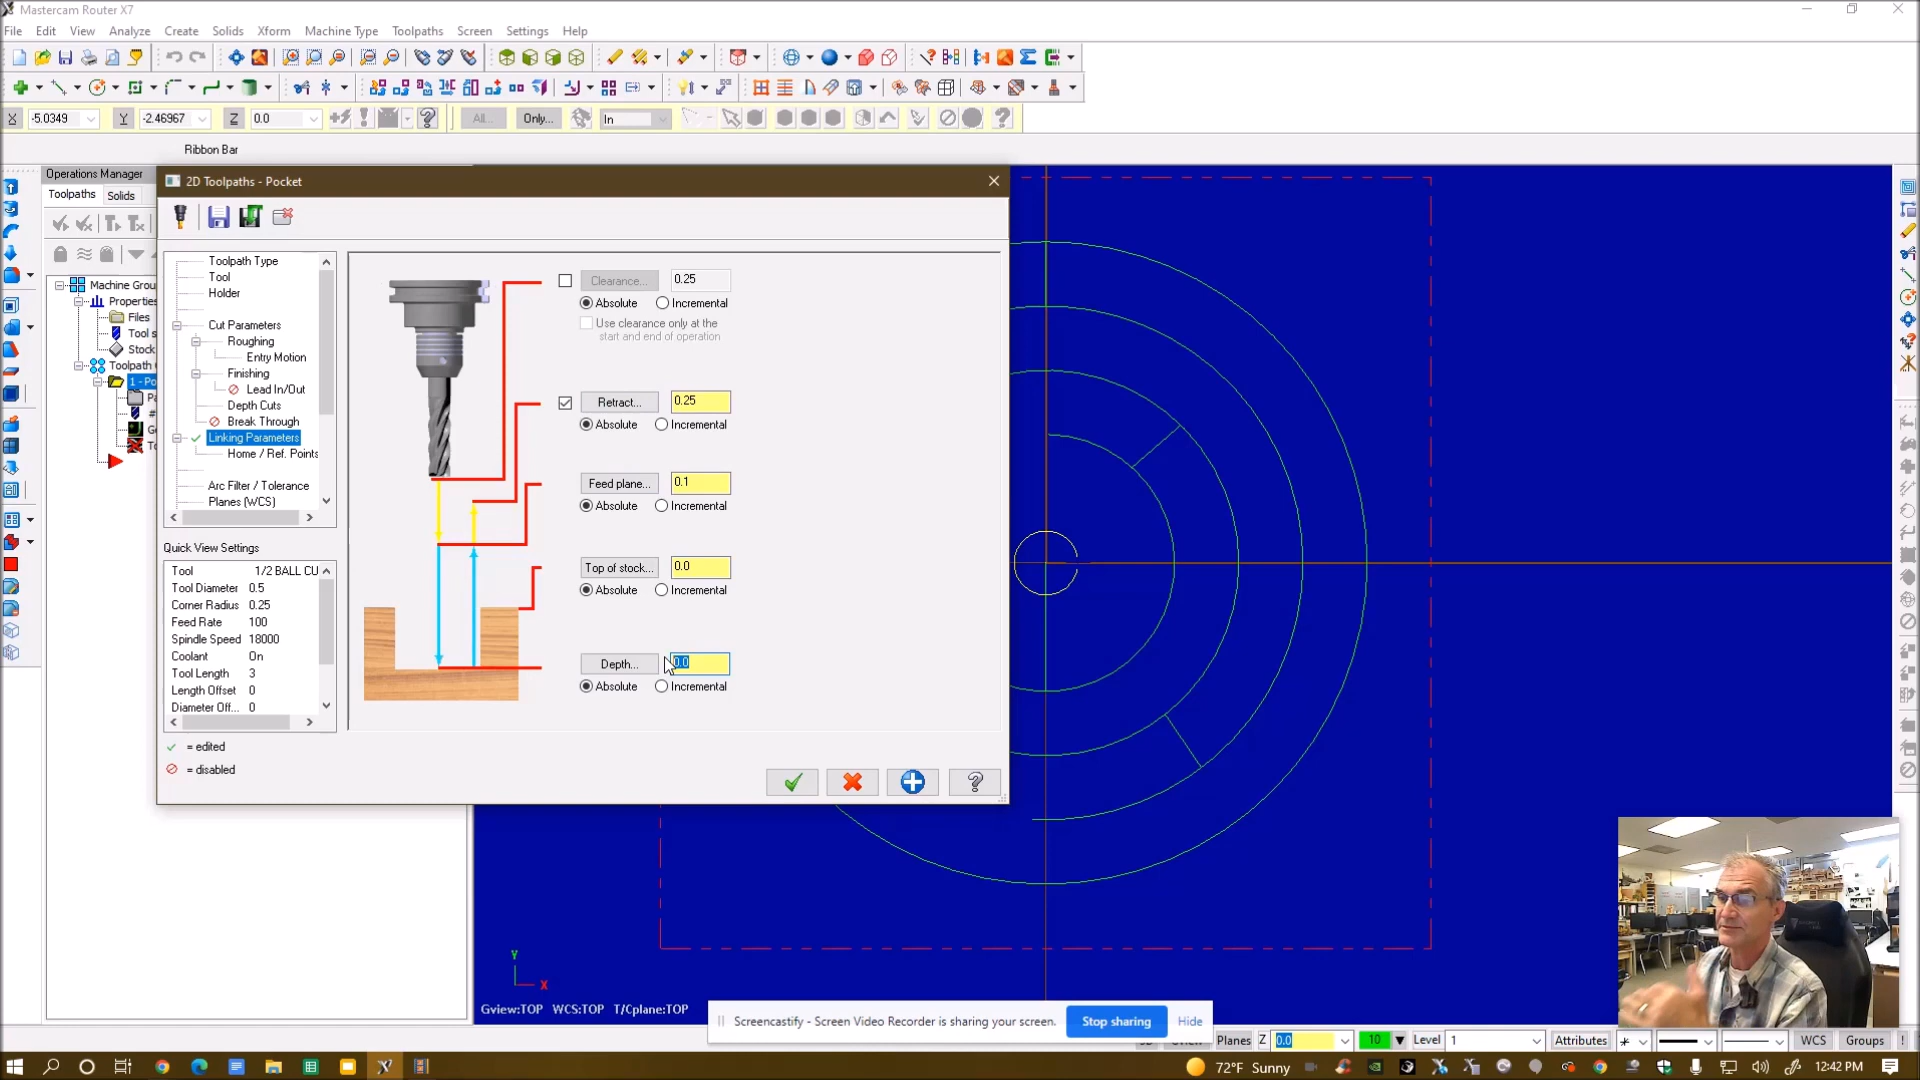 Mastercam Router X7
File Edit View Analyze Create Solids Xform Machine Type Toolpaths Screen Settings Help
X -5.0349 Y -2.46967 Z 0.0 All... Only... In
Ribbon Bar
Operations Manager
Toolpaths Solids
Machine Grou
Properties
Files
Tool s
Stock
Toolpath
1 - Po
2D Toolpaths - Pocket
Toolpath Type
Tool
Holder
Cut Parameters
Roughing
Entry Motion
Finishing
Lead In/Out
Depth Cuts
Break Through
Linking Parameters
Home / Ref. Points
Arc Filter / Tolerance
Planes (WCS)
Quick View Settings
Tool 1/2 BALL CU
Tool Diameter 0.5
Corner Radius 0.25
Feed Rate 100
Spindle Speed 18000
Coolant On
Tool Length 3
Length Offset 0
Diameter Off... 0
= edited
= disabled
Clearance... 0.25
Absolute Incremental
Use clearance only at the
start and end of operation
Retract... 0.25
Absolute Incremental
Feed plane... 0.1
Absolute Incremental
Top of stock... 0.0
Absolute Incremental
Depth... 0.0
Absolute Incremental
Y
X
Gview:TOP WCS:TOP T/Cplane:TOP
Screencastify - Screen Video Recorder is sharing your screen. Stop sharing Hide
Planes Z 0.0 10 Level 1 Attributes WCS Groups
72°F Sunny 12:42 PM